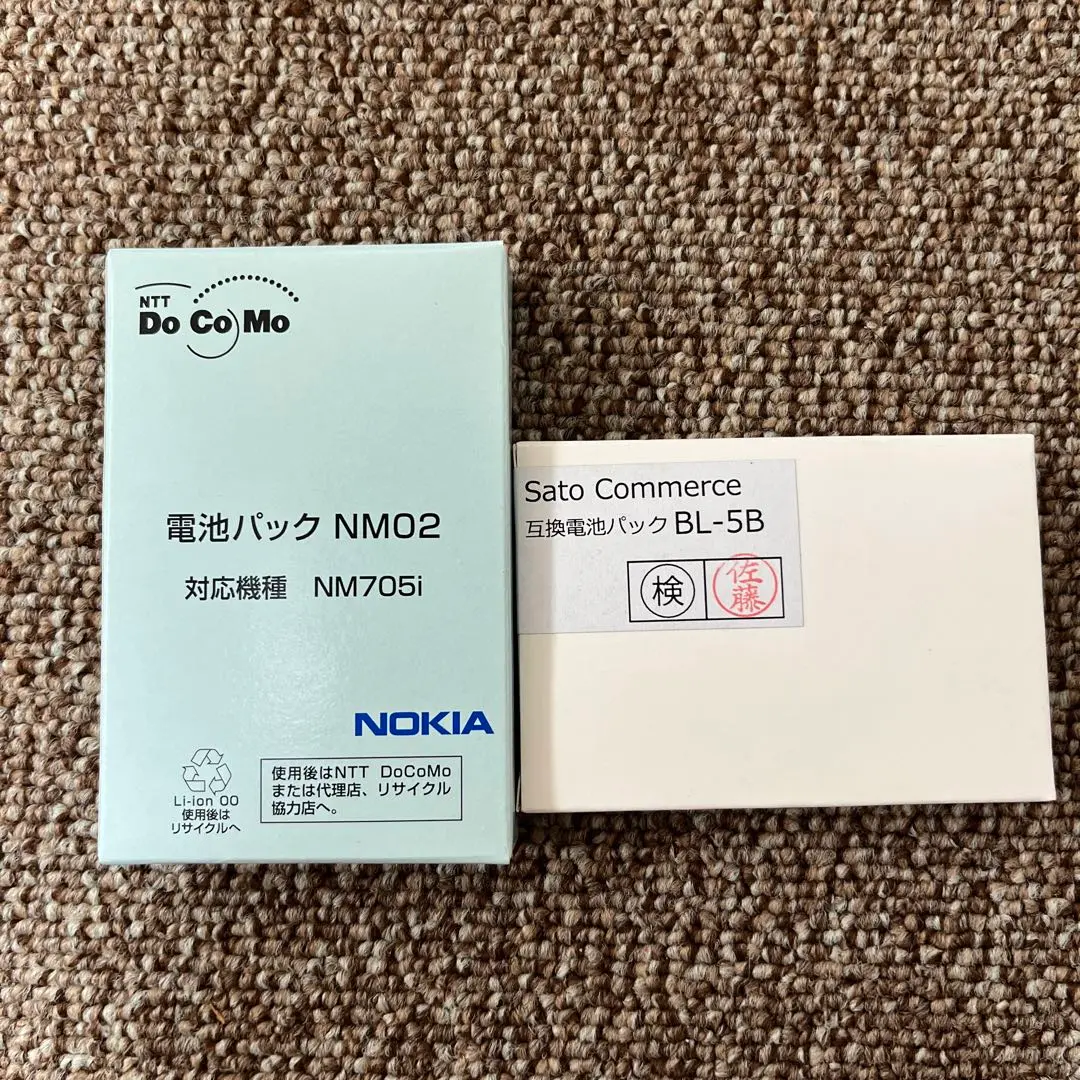 NTT
DoCoMo
電池パック NM02
対応機種 NM705i
NOKIA
Li-ion 00
使用後は
リサイクルへ
使用後はNTT DoCoMo
または代理店、リサイクル
協力店へ。
Sato Commerce
互換電池パック BL-5B
検
佐藤